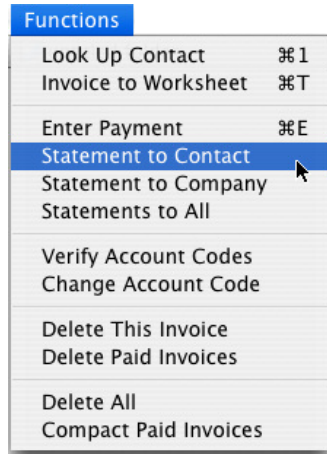 Functions
Look Up Contact ⌘1
Invoice to Worksheet ⌘T
Enter Payment ⌘E
Statement to Contact
Statement to Company
Statements to All
Verify Account Codes
Change Account Code
Delete This Invoice
Delete Paid Invoices
Delete All
Compact Paid Invoices